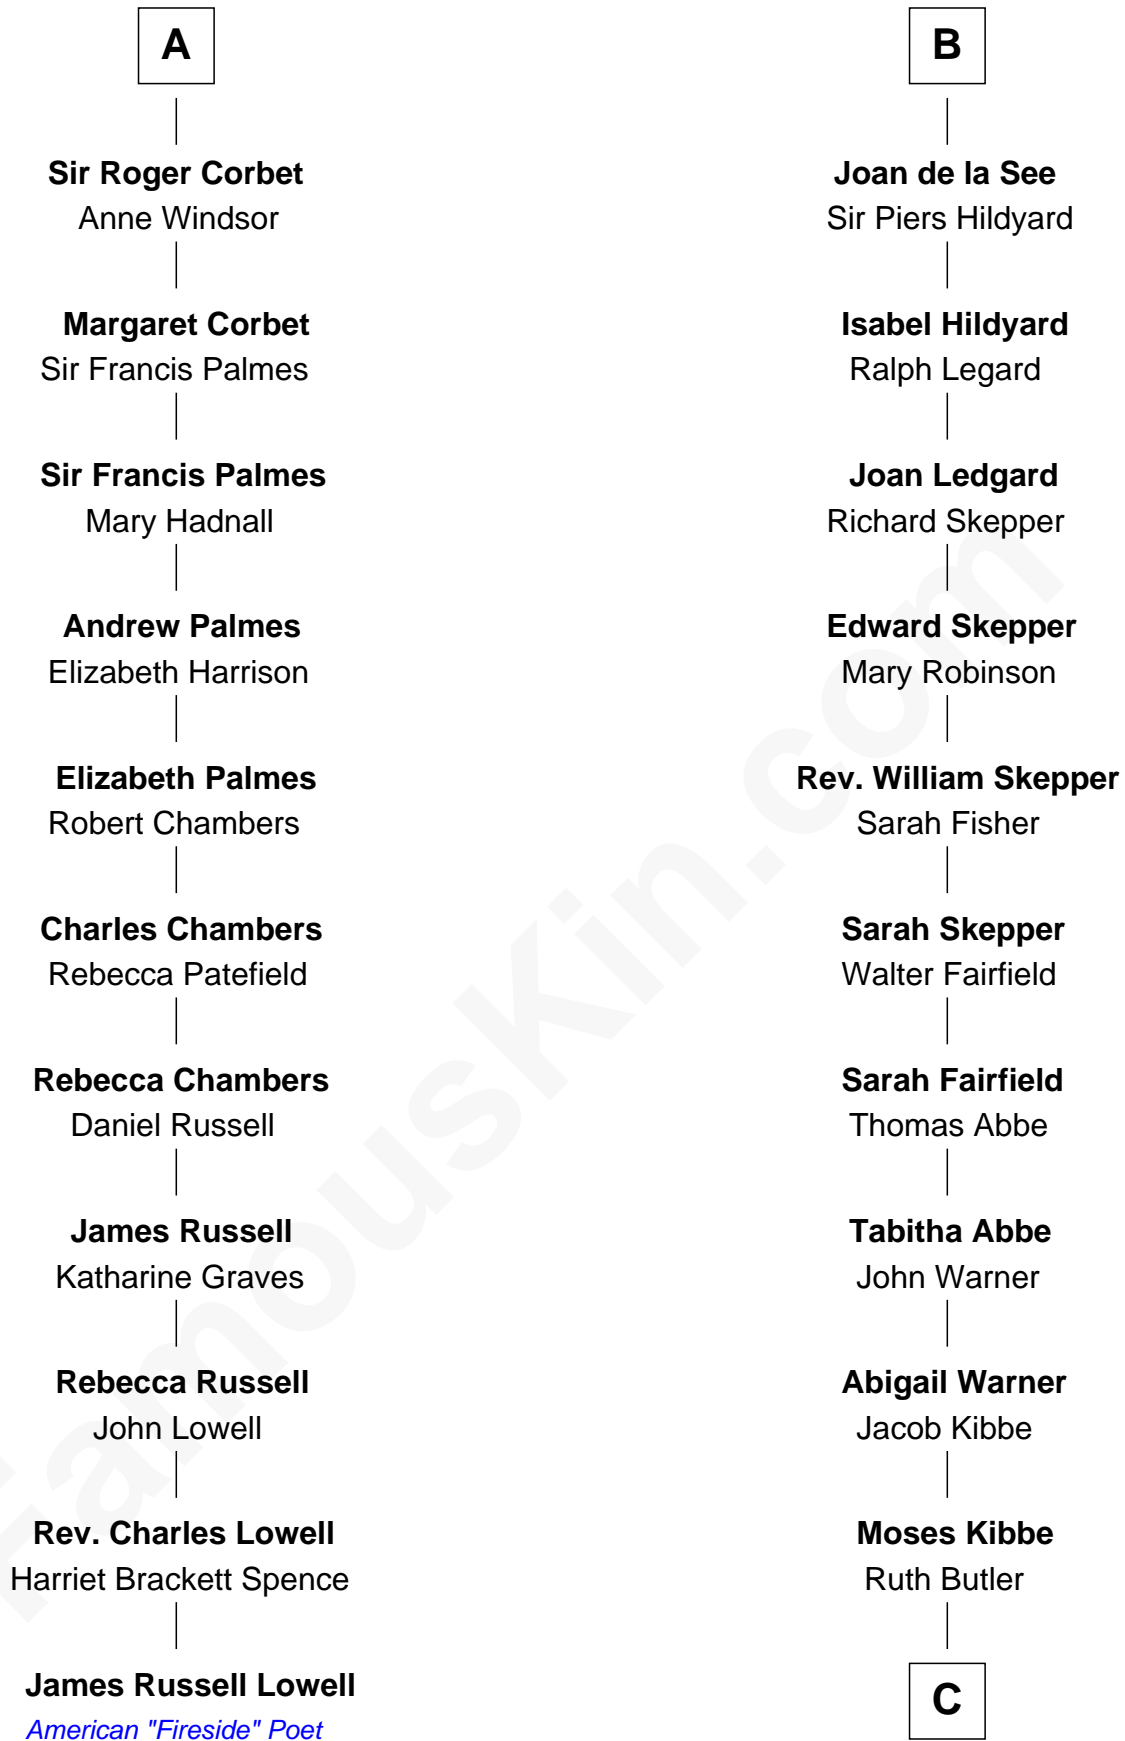 A
Sir Roger Corbet
Anne Windsor
Margaret Corbet
Sir Francis Palmes
Sir Francis Palmes
Mary Hadnall
Andrew Palmes
Elizabeth Harrison
Elizabeth Palmes
Robert Chambers
Charles Chambers
Rebecca Patefield
Rebecca Chambers
Daniel Russell
James Russell
Katharine Graves
Rebecca Russell
John Lowell
Rev. Charles Lowell
Harriet Brackett Spence
James Russell Lowell
American "Fireside" Poet
B
Joan de la See
Sir Piers Hildyard
Isabel Hildyard
Ralph Legard
Joan Ledgard
Richard Skepper
Edward Skepper
Mary Robinson
Rev. William Skepper
Sarah Fisher
Sarah Skepper
Walter Fairfield
Sarah Fairfield
Thomas Abbe
Tabitha Abbe
John Warner
Abigail Warner
Jacob Kibbe
Moses Kibbe
Ruth Butler
C
FamousKin.com